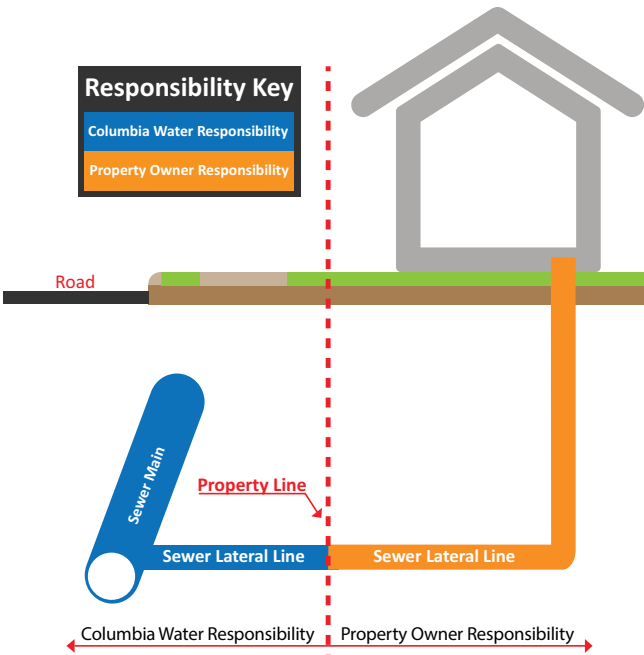 Responsibility Key
Columbia Water Responsibility
Property Owner Responsibility
Road
Sewer Main
Property Line
Sewer Lateral Line
Sewer Lateral Line
Columbia Water Responsibility
Property Owner Responsibility